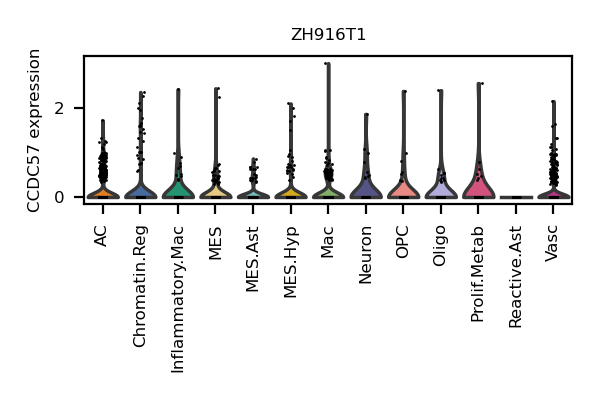 ZH916T1
CCDC57 expression
2
0
AC
Chromatin.Reg
Inflammatory.Mac
MES
MES.Ast
MES.Hyp
Mac
Neuron
OPC
Oligo
Prolif.Metab
Reactive.Ast
Vasc